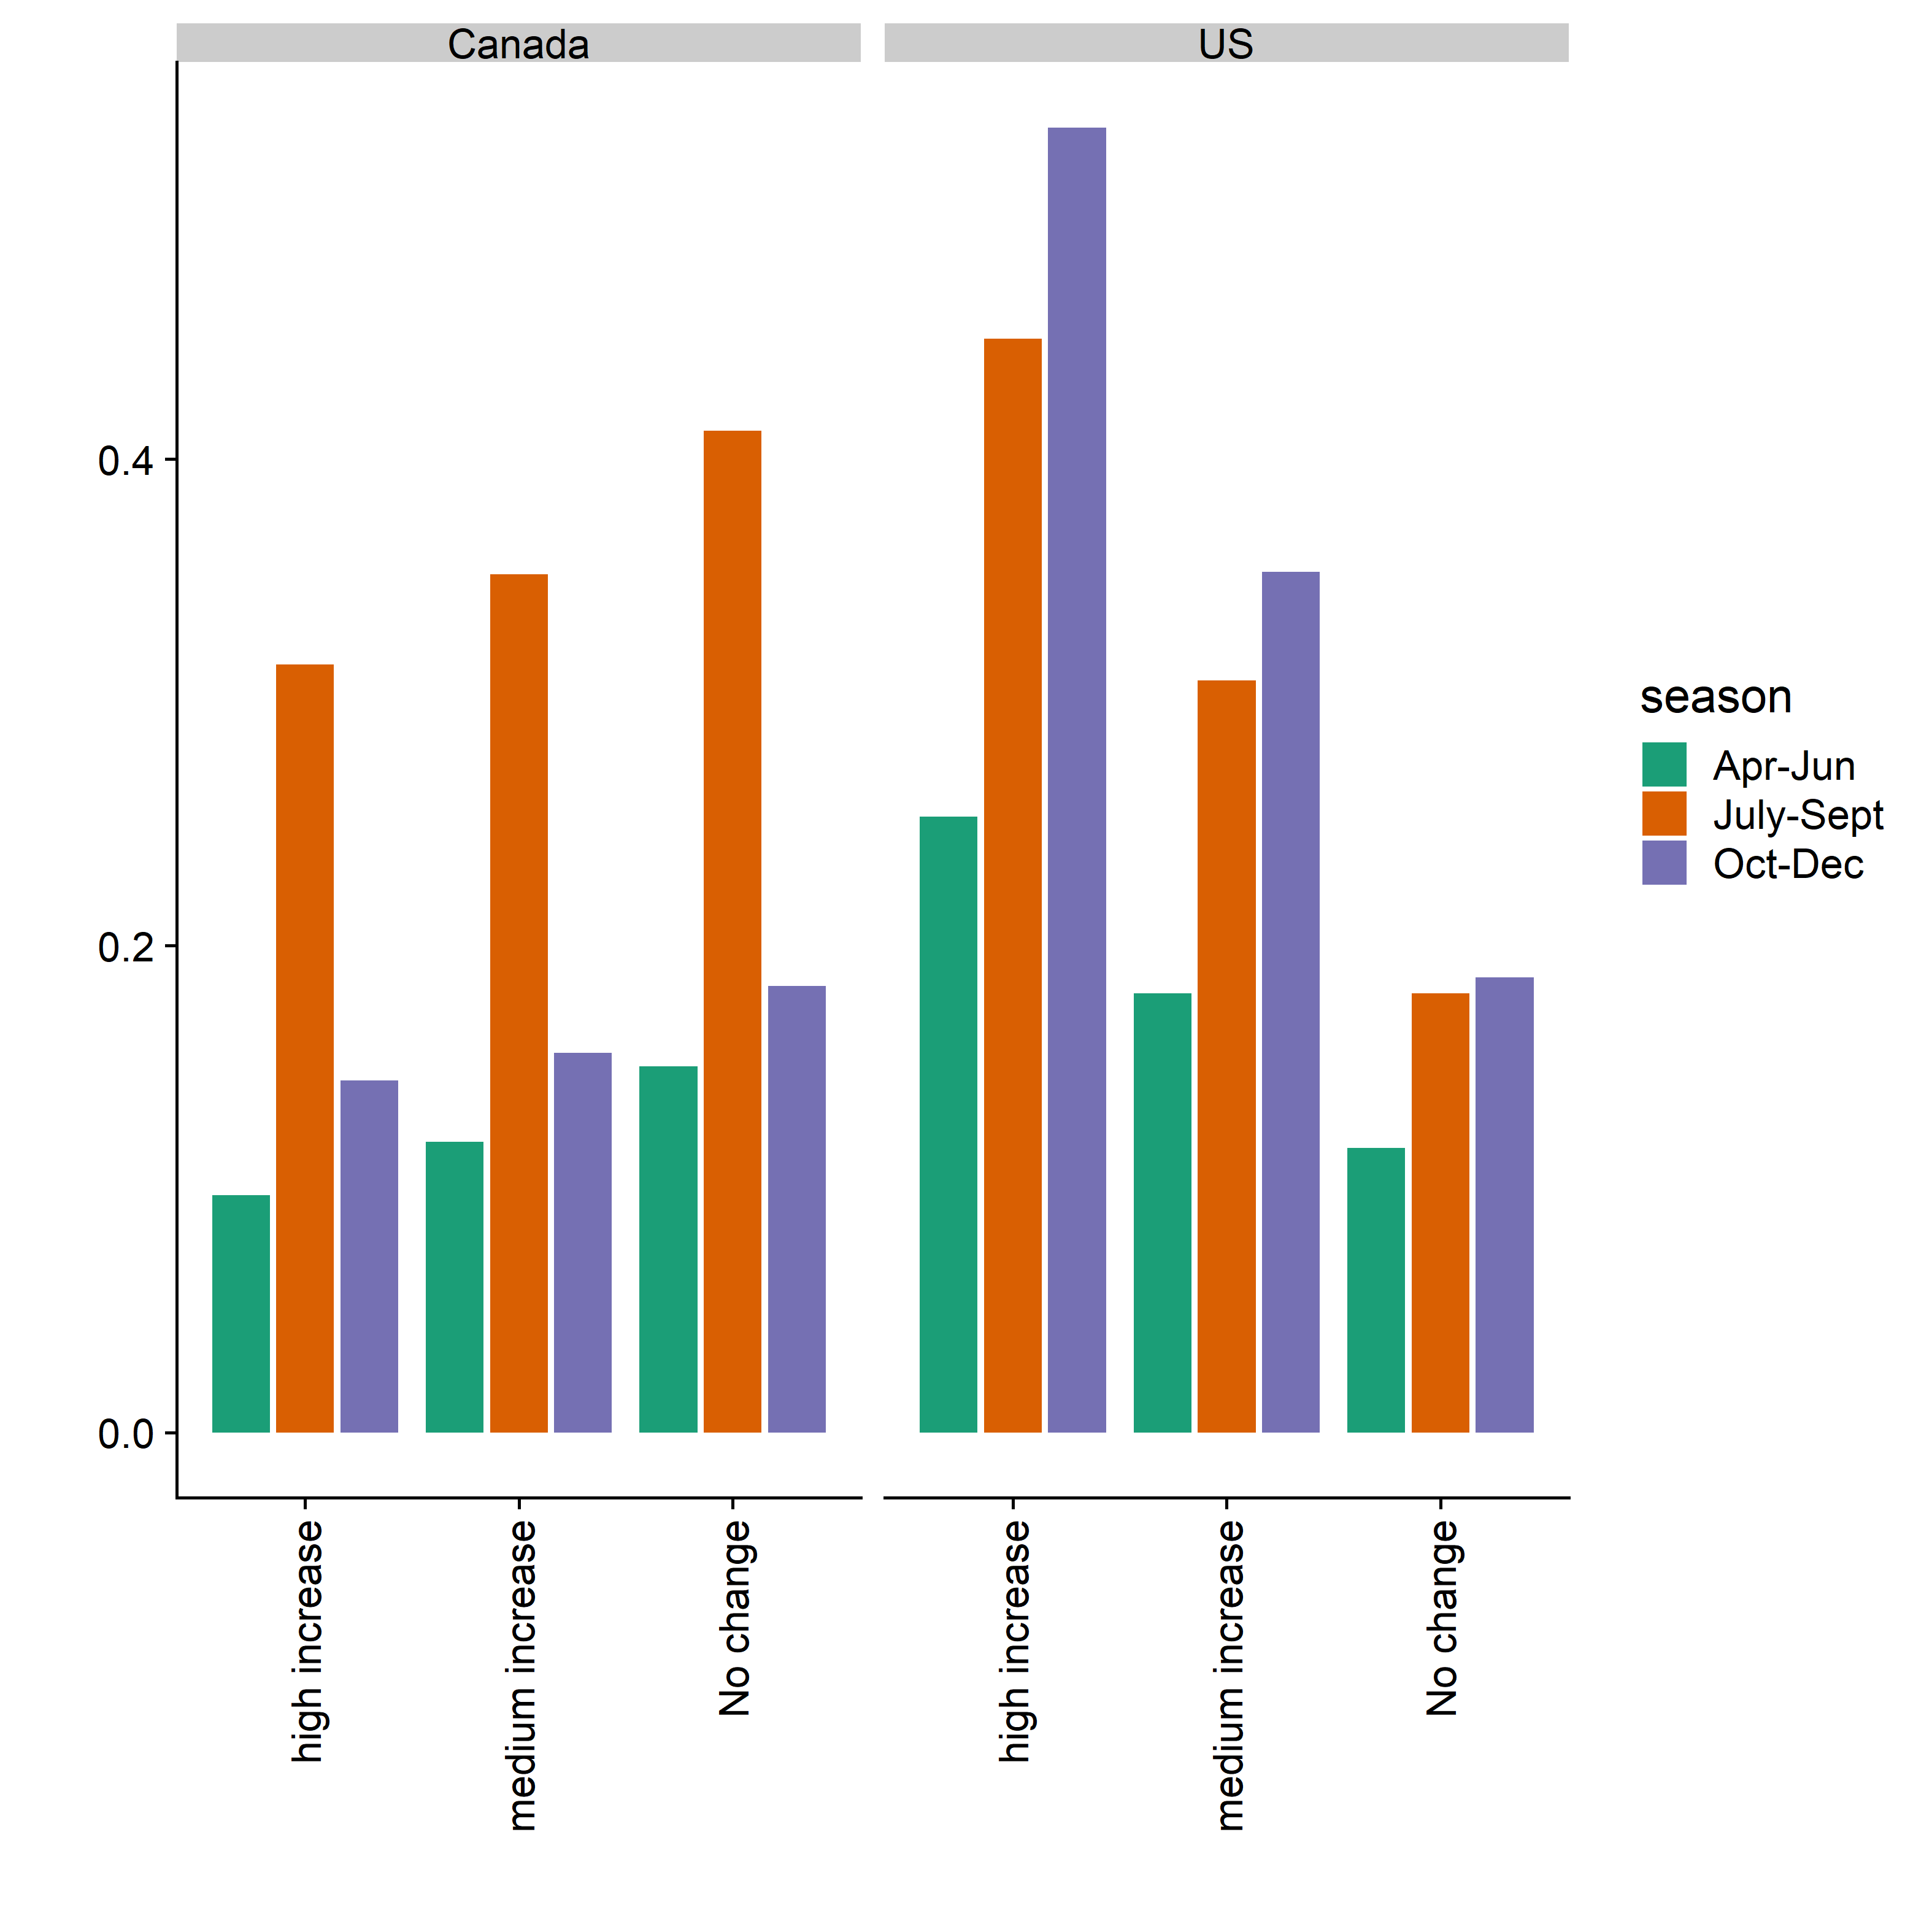 Canada
US
0.4
0.2
0.0
high increase
medium increase
No change
high increase
medium increase
No change
season
Apr-Jun
July-Sept
Oct-Dec